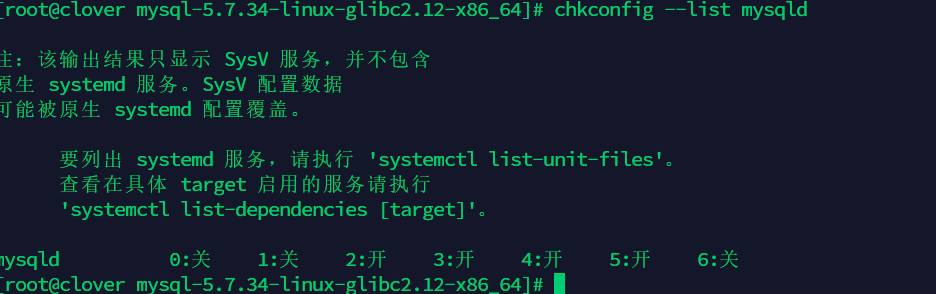 [root@clover mysql-5.7.34-linux-glibc2.12-x86_64]# chkconfig --list mysqld
注：该输出结果只显示 SysV 服务，并不包含
原生 systemd 服务。SysV 配置数据
可能被原生 systemd 配置覆盖。
要列出 systemd 服务，请执行 'systemctl list-unit-files'。
查看在具体 target 启用的服务请执行
'systemctl list-dependencies [target]'。
mysqld 0:关 1:关 2:开 3:开 4:开 5:开 6:关
[root@clover mysql-5.7.34-linux-glibc2.12-x86_64]#